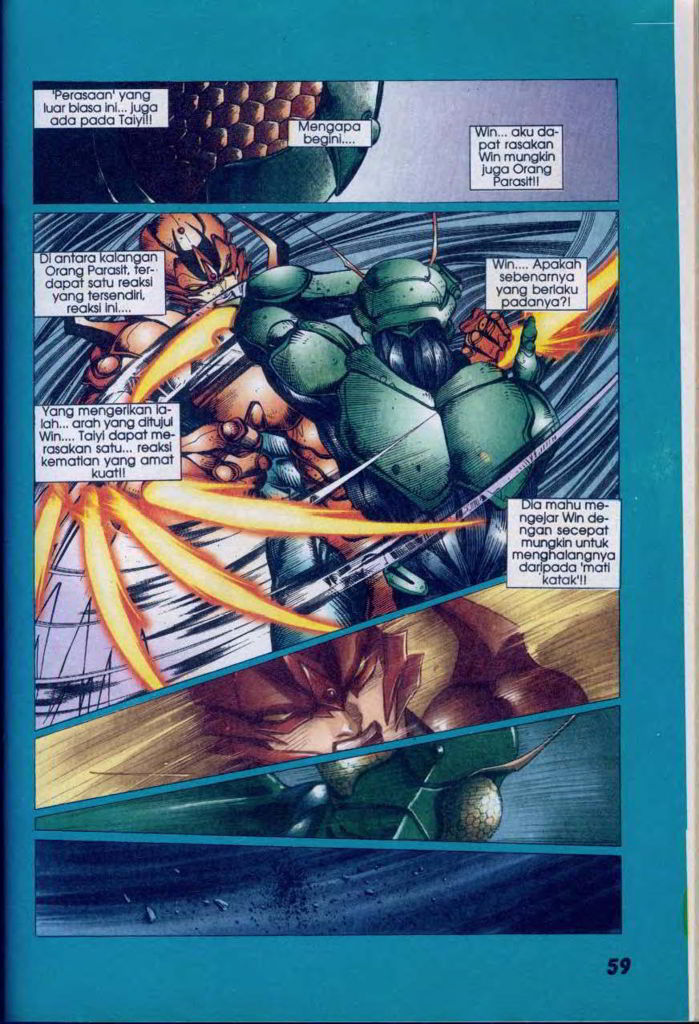 'Perasaan' yang
luar biasa ini... juga
ada pada Taiyi!!
Mengapa
begini....
Win... aku da-
pat rasakan
Win mungkin
juga Orang
Parasit!!
Di antara kalangan
Orang Parasit, ter-
dapat satu reaksi
yang tersendiri,
reaksi ini....
Win.... Apakah
sebenarnya
yang berlaku
padanya?!
Yang mengerikan ia-
lah... arah yang dituju
Win.... Taiyi dapat me-
rasakan satu... reaksi
kematian yang amat
kuat!!
Dia mahu me-
ngejar Win de-
ngan secepat
mungkin untuk
menghalangnya
daripada 'mati
katak'!!
59